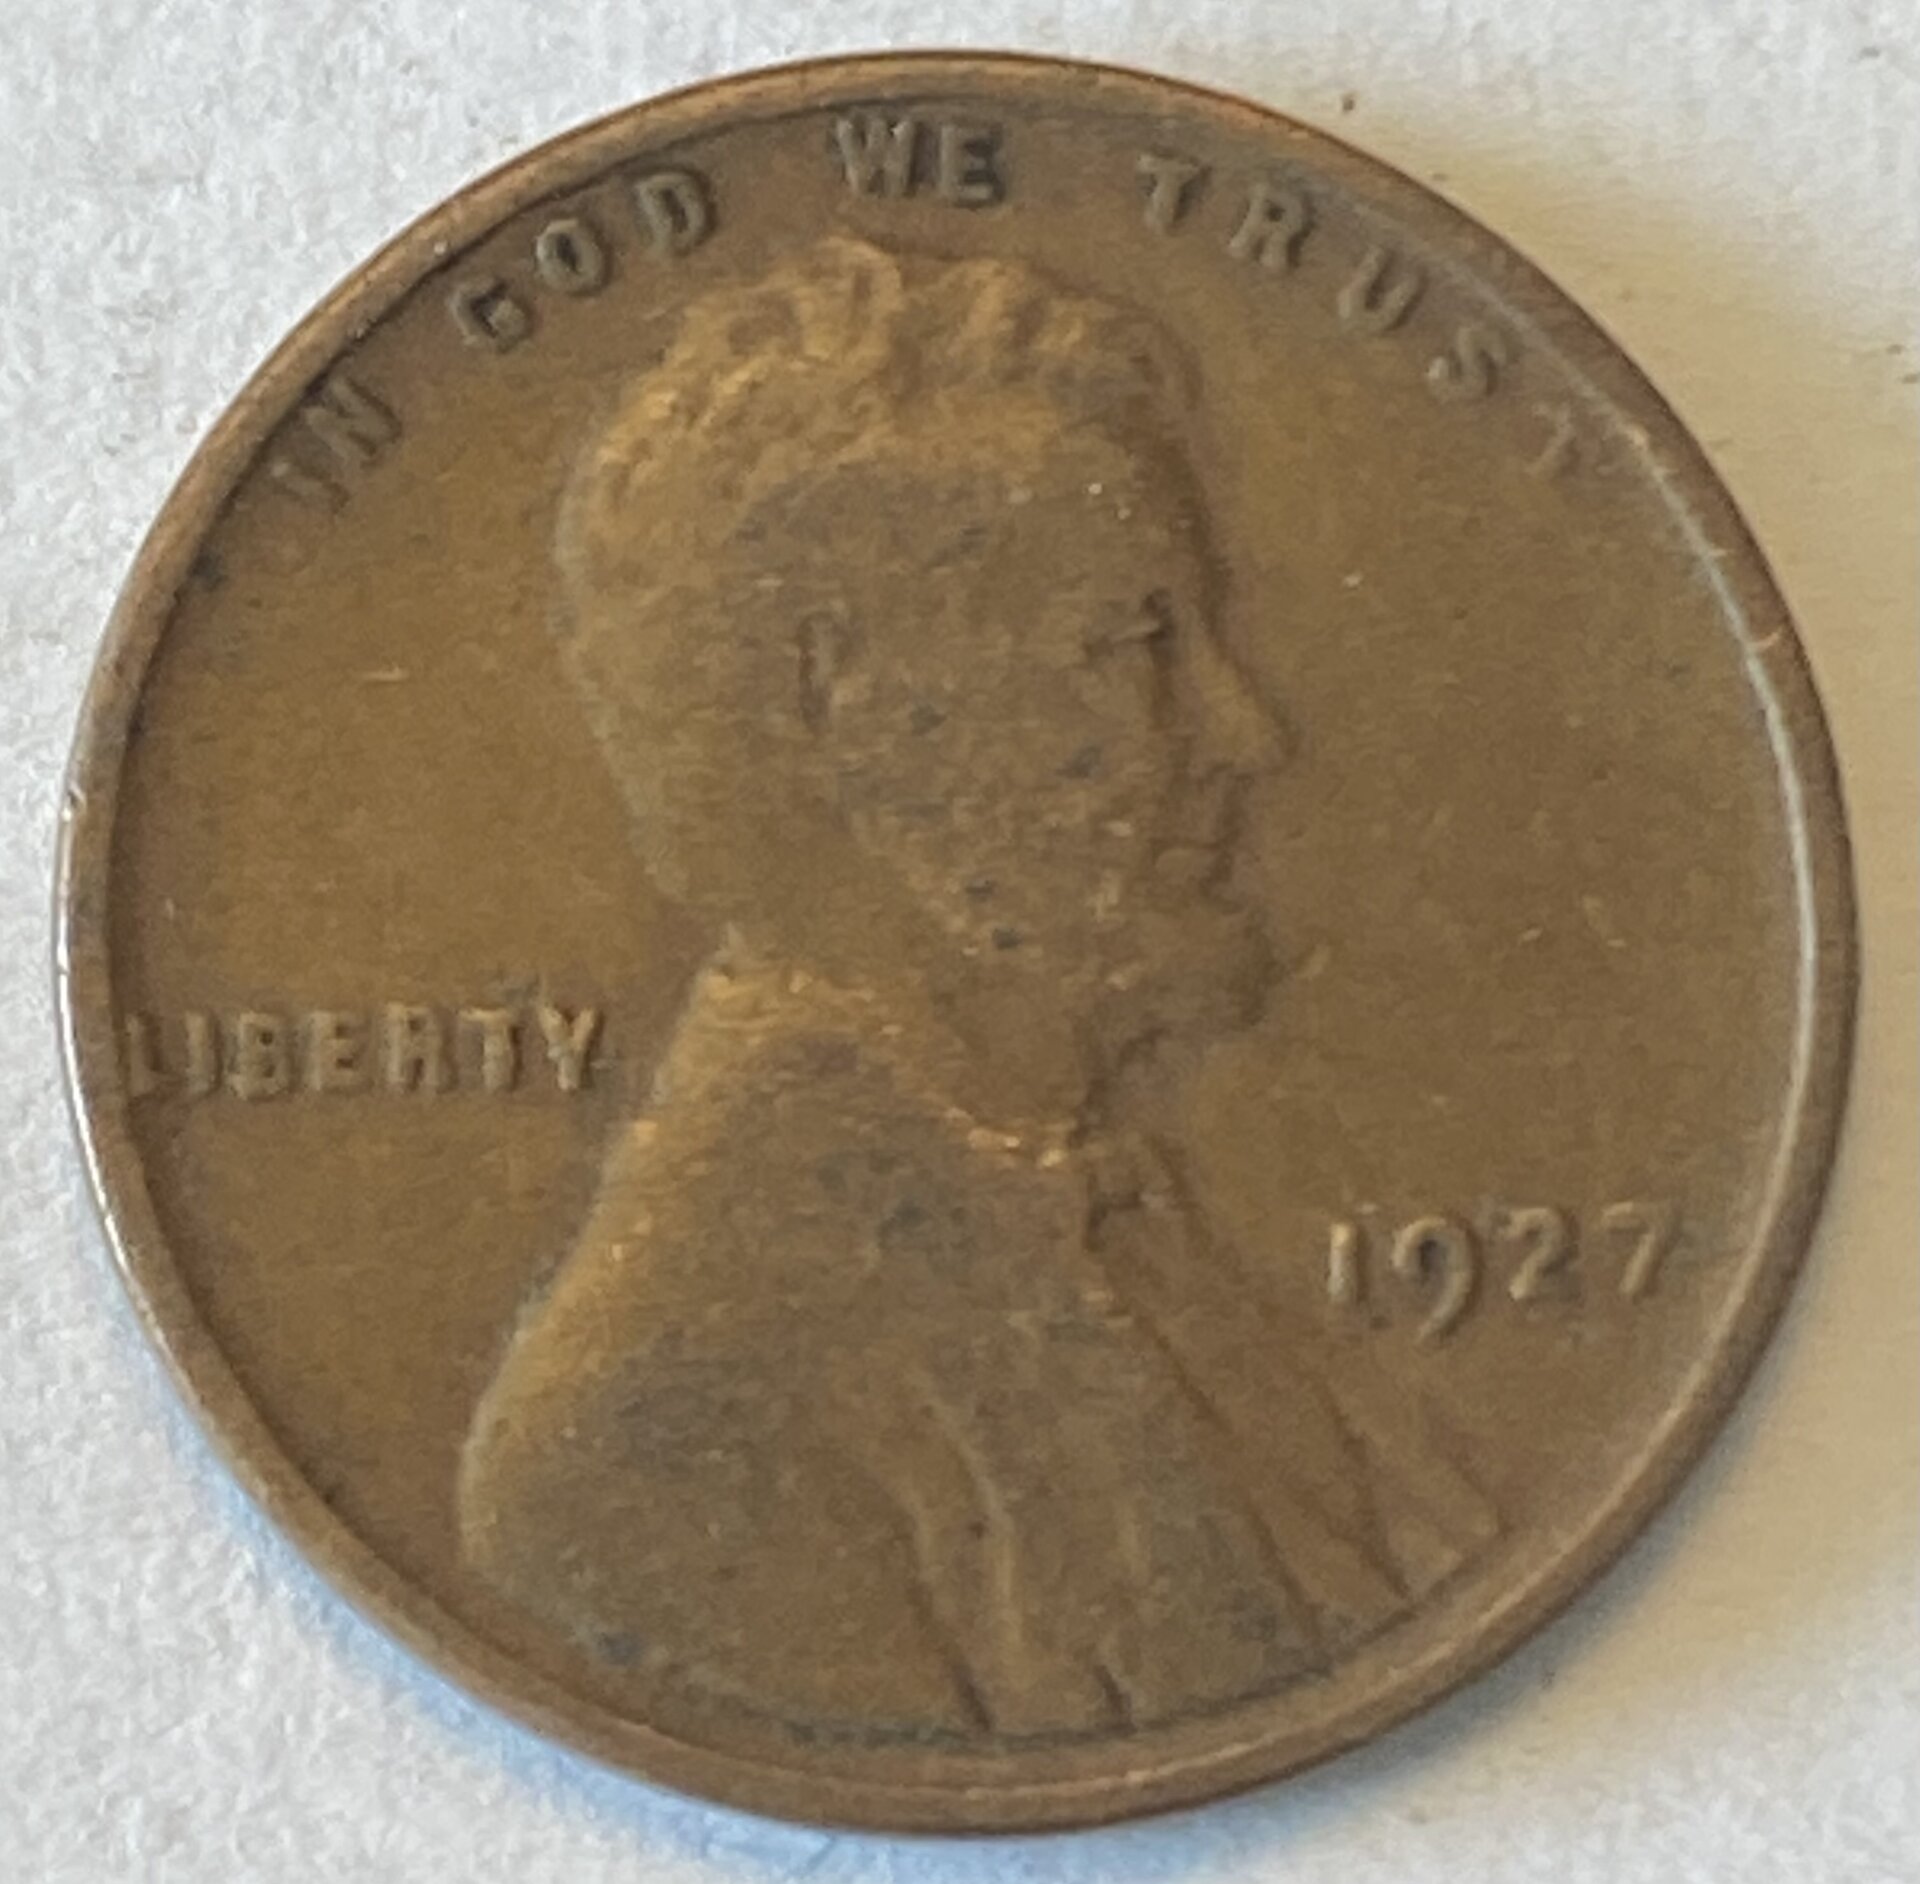 IN GOD WE TRUST
LIBERTY
1927